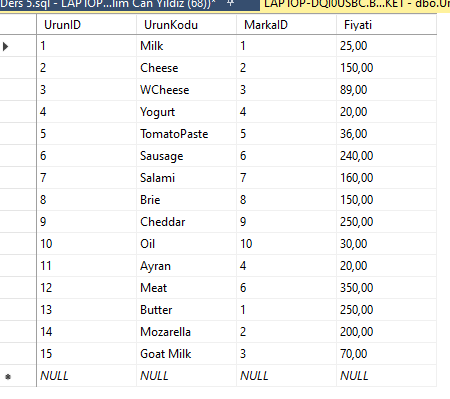 Ders 5.sql - LAPTOP...lim Can Yildiz (68))* LAPTOP-DQI0USBC.B...KET - dbo.Ur
UrunID UrunKodu MarkaID Fiyati
1 Milk 1 25,00
2 Cheese 2 150,00
3 WCheese 3 89,00
4 Yogurt 4 20,00
5 TomatoPaste 5 36,00
6 Sausage 6 240,00
7 Salami 7 160,00
8 Brie 8 150,00
9 Cheddar 9 250,00
10 Oil 10 30,00
11 Ayran 4 20,00
12 Meat 6 350,00
13 Butter 1 250,00
14 Mozarella 2 200,00
15 Goat Milk 3 70,00
NULL NULL NULL NULL